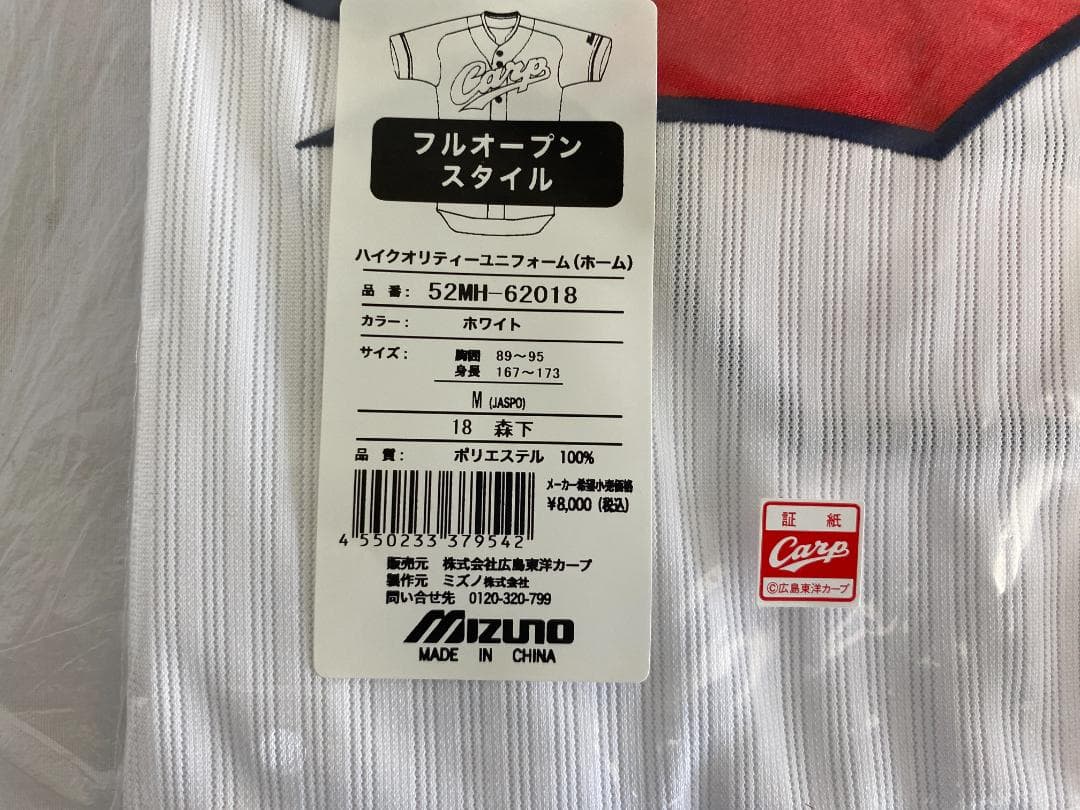 Carp
フルオープン
スタイル
ハイクオリティーユニフォーム(ホーム)
品 番: 52MH-62018
カラー: ホワイト
サイズ: 胸囲 89〜95
身長 167〜173
M (JASPO)
18 森下
品 質: ポリエステル 100%
メーカー希望小売価格
¥8,000 (税込)
4 550233 379542
販売元 株式会社広島東洋カープ
製作元 ミズノ株式会社
問い合せ先 0120-320-799
MIZUNO
MADE IN CHINA
証 紙
Carp
©広島東洋カープ